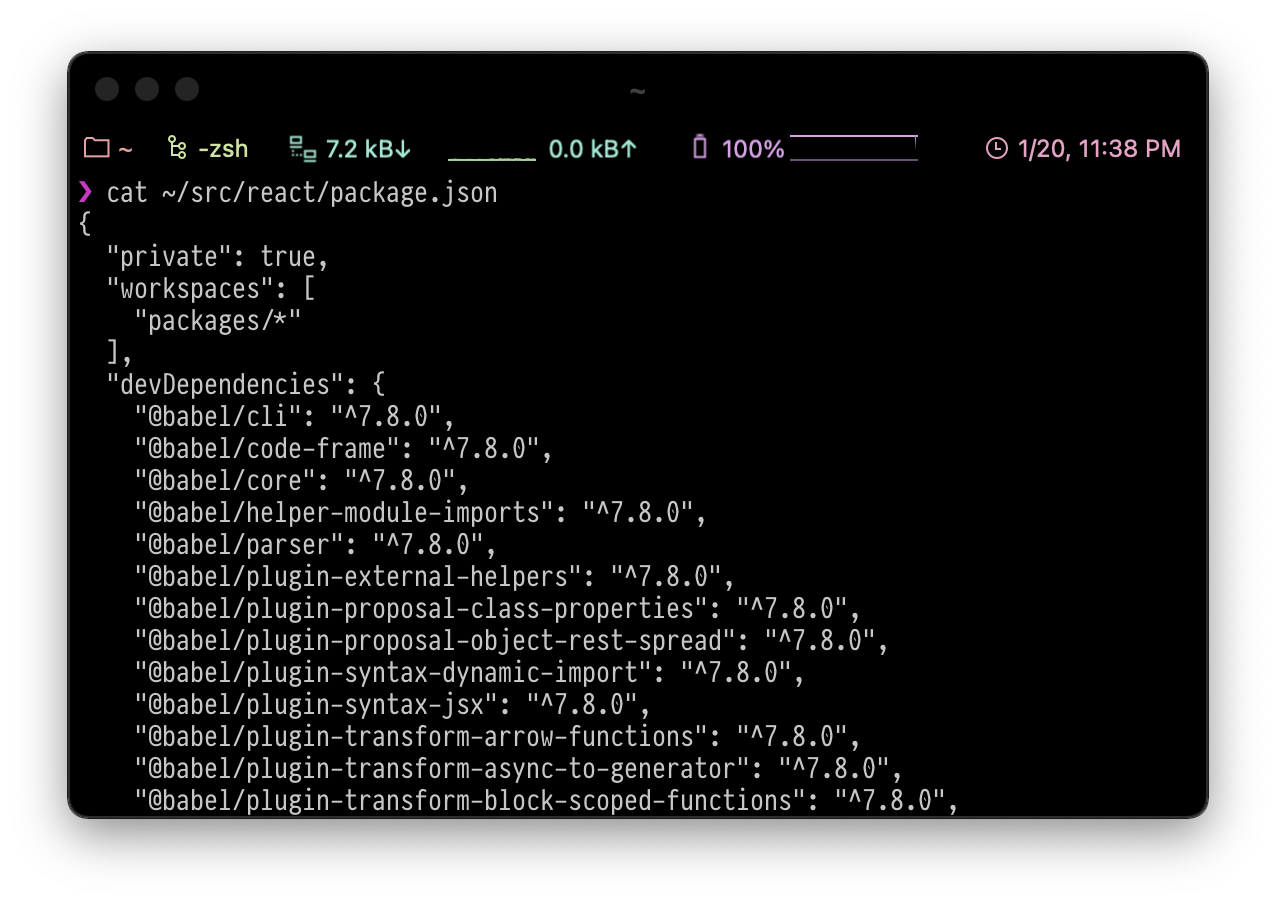 ~
~ -zsh 7.2 kB↓ 0.0 kB↑ 100% 1/20, 11:38 PM
❯ cat ~/src/react/package.json
{
  "private": true,
  "workspaces": [
    "packages/*"
  ],
  "devDependencies": {
    "@babel/cli": "^7.8.0",
    "@babel/code-frame": "^7.8.0",
    "@babel/core": "^7.8.0",
    "@babel/helper-module-imports": "^7.8.0",
    "@babel/parser": "^7.8.0",
    "@babel/plugin-external-helpers": "^7.8.0",
    "@babel/plugin-proposal-class-properties": "^7.8.0",
    "@babel/plugin-proposal-object-rest-spread": "^7.8.0",
    "@babel/plugin-syntax-dynamic-import": "^7.8.0",
    "@babel/plugin-syntax-jsx": "^7.8.0",
    "@babel/plugin-transform-arrow-functions": "^7.8.0",
    "@babel/plugin-transform-async-to-generator": "^7.8.0",
    "@babel/plugin-transform-block-scoped-functions": "^7.8.0",